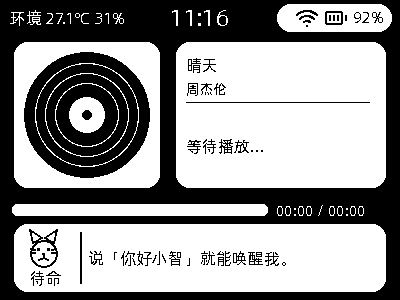 环境 27.1℃ 31% 11:16 92%
晴天
周杰伦
等待播放...
00:00 / 00:00
待命
说「你好小智」就能唤醒我。